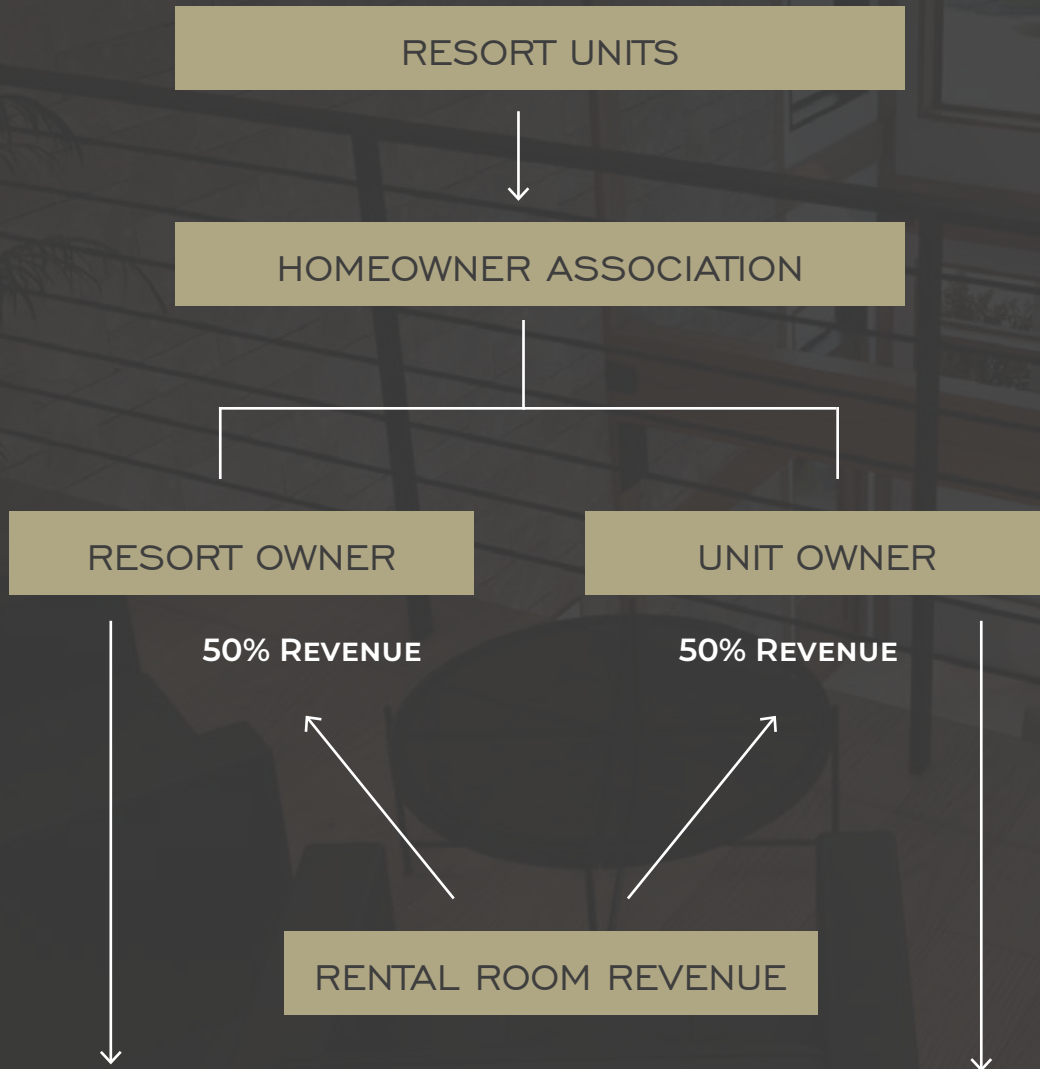 RESORT UNITS
HOMEOWNER ASSOCIATION
RESORT OWNER
UNIT OWNER
50% REVENUE
50% REVENUE
RENTAL ROOM REVENUE